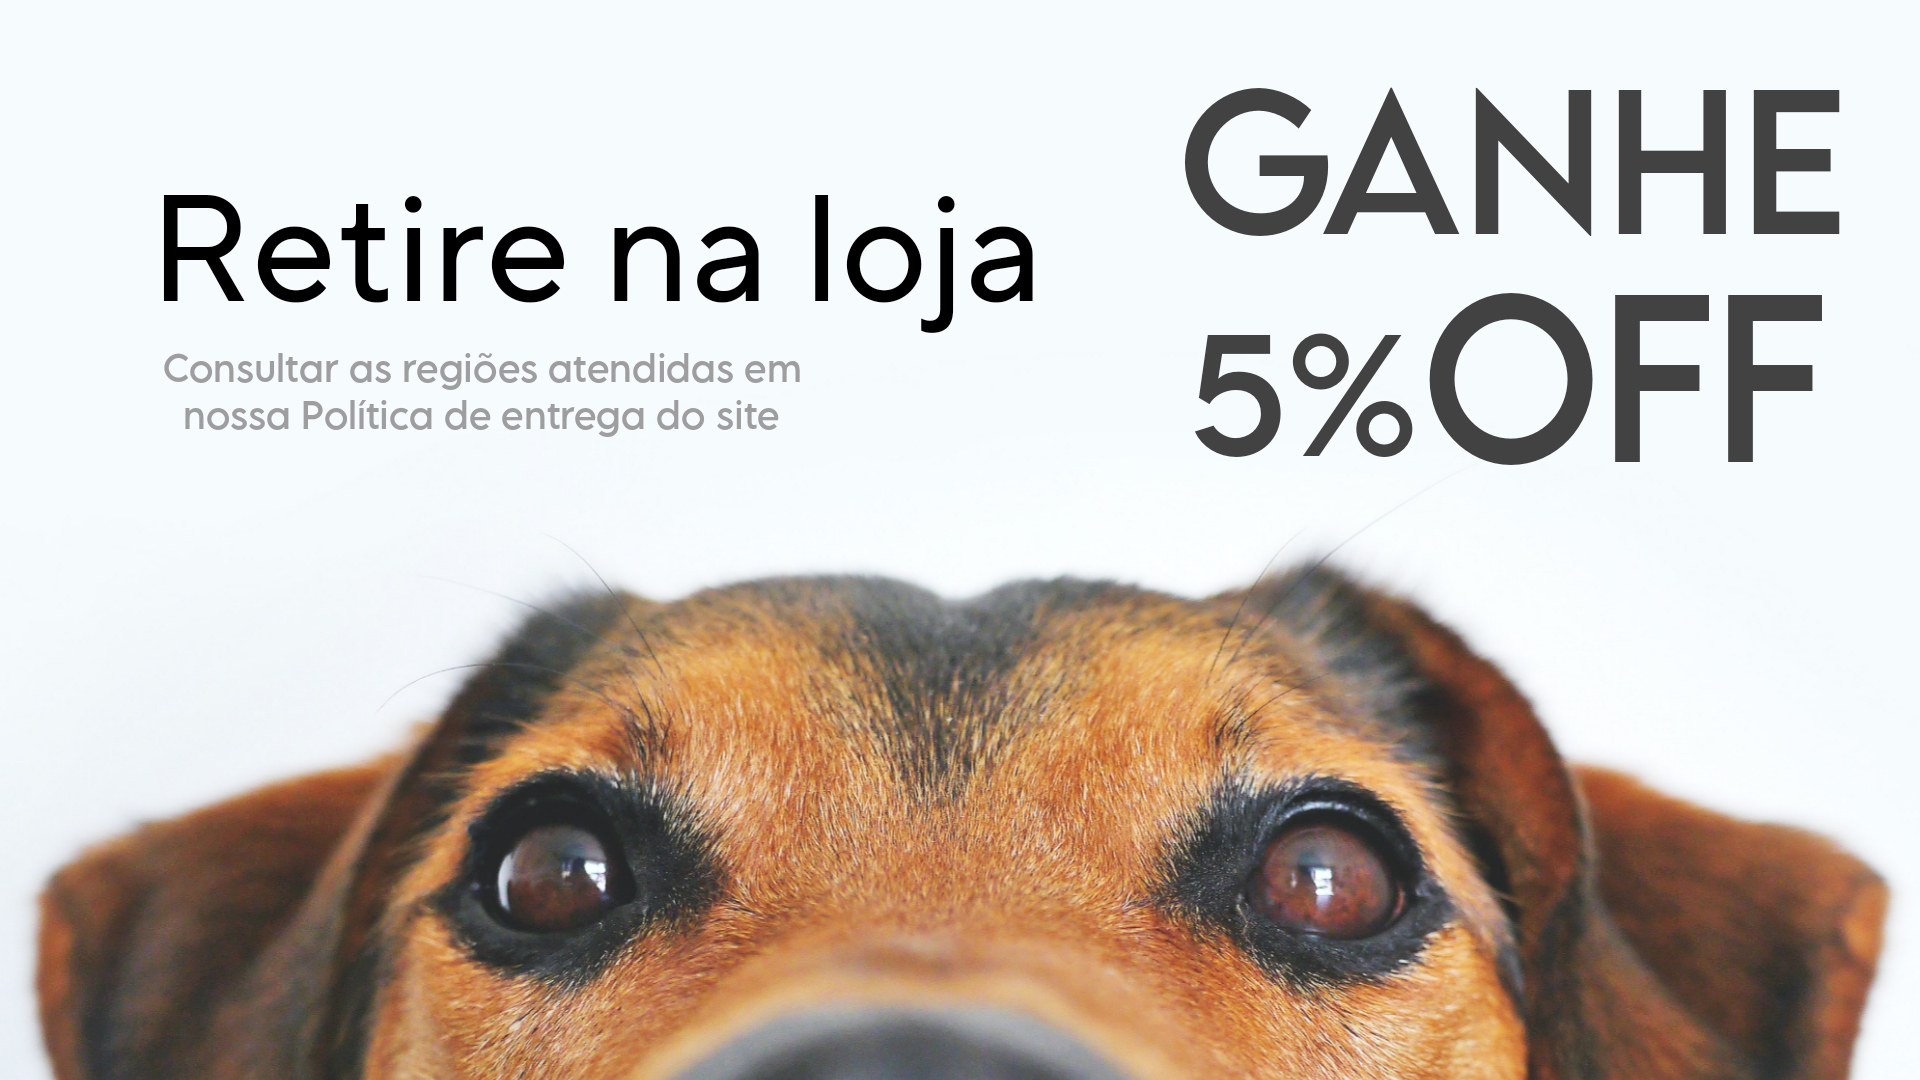 Retire na loja
Consultar as regiões atendidas em
nossa Política de entrega do site
GANHE
5%OFF